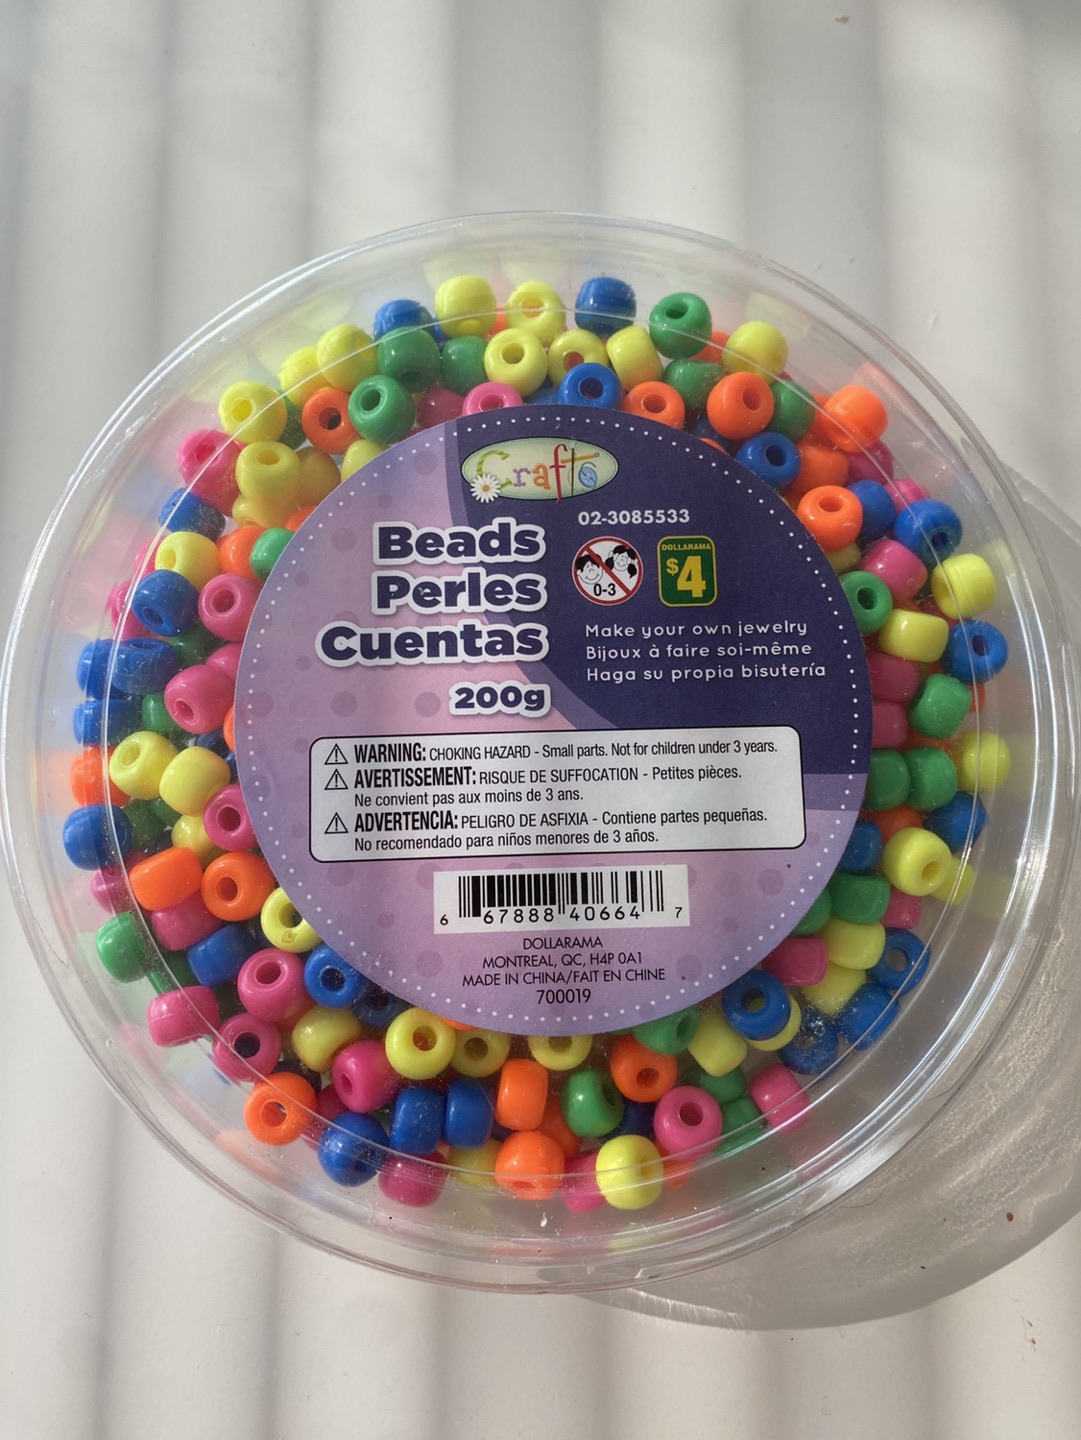 Crafts
02-3085533
Beads
Perles
Cuentas
200g
0-3
DOLLARAMA
$4
Make your own jewelry
Bijoux à faire soi-même
Haga su propia bisutería
WARNING: CHOKING HAZARD - Small parts. Not for children under 3 years.
AVERTISSEMENT: RISQUE DE SUFFOCATION - Petites pièces.
Ne convient pas aux moins de 3 ans.
ADVERTENCIA: PELIGRO DE ASFIXIA - Contiene partes pequeñas.
No recomendado para niños menores de 3 años.
6 67888 40664 7
DOLLARAMA
MONTREAL, QC, H4P 0A1
MADE IN CHINA/FAIT EN CHINE
700019